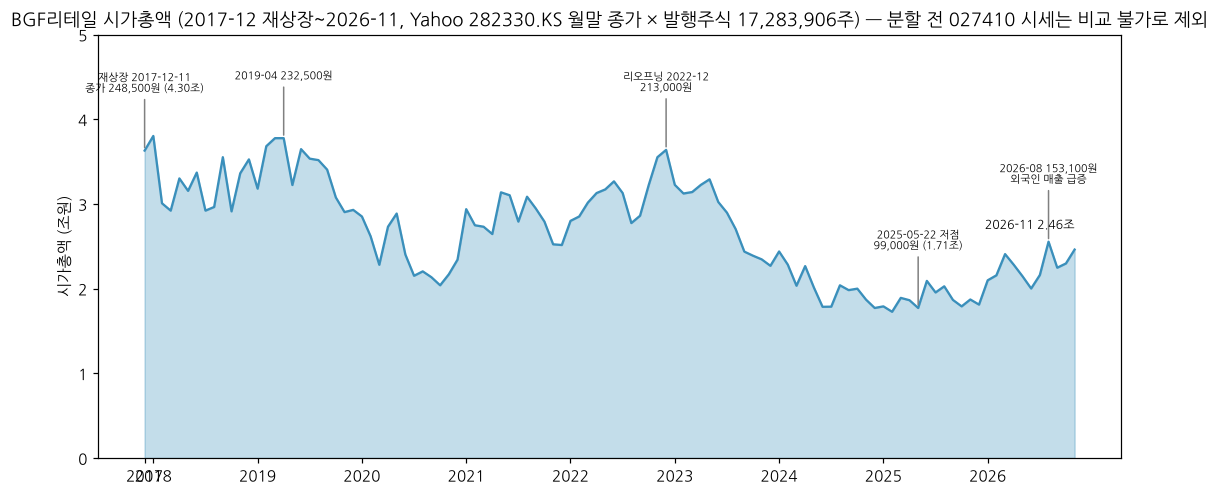 BGF리테일 시가총액 (2017-12 재상장~2026-11, Yahoo 282330.KS 월말 종가 × 발행주식 17,283,906주) — 분할 전 027410 시세는 비교 불가로 제외
5
4
3
2
1
0
시가총액 (조원)
재상장 2017-12-11
종가 248,500원 (4.30조)
2019-04 232,500원
리오프닝 2022-12
213,000원
2025-05-22 저점
99,000원 (1.71조)
2026-08 153,100원
외국인 매출 급증
2026-11 2.46조
2017
2018
2019
2020
2021
2022
2023
2024
2025
2026